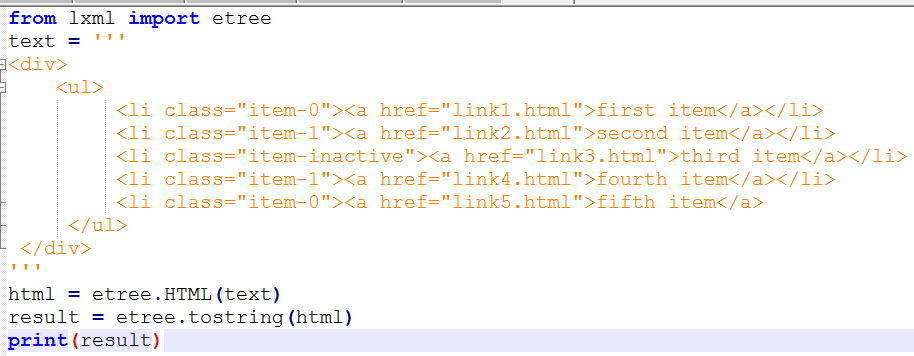 from lxml import etree
text = '''
<div>
    <ul>
         <li class="item-0"><a href="link1.html">first item</a></li>
         <li class="item-1"><a href="link2.html">second item</a></li>
         <li class="item-inactive"><a href="link3.html">third item</a></li>
         <li class="item-1"><a href="link4.html">fourth item</a></li>
         <li class="item-0"><a href="link5.html">fifth item</a>
     </ul>
 </div>
'''
html = etree.HTML(text)
result = etree.tostring(html)
print(result)